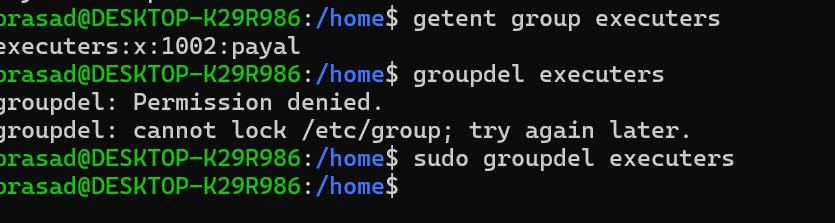 prasad@DESKTOP-K29R986:/home$ getent group executers
executers:x:1002:payal
prasad@DESKTOP-K29R986:/home$ groupdel executers
groupdel: Permission denied.
groupdel: cannot lock /etc/group; try again later.
prasad@DESKTOP-K29R986:/home$ sudo groupdel executers
prasad@DESKTOP-K29R986:/home$